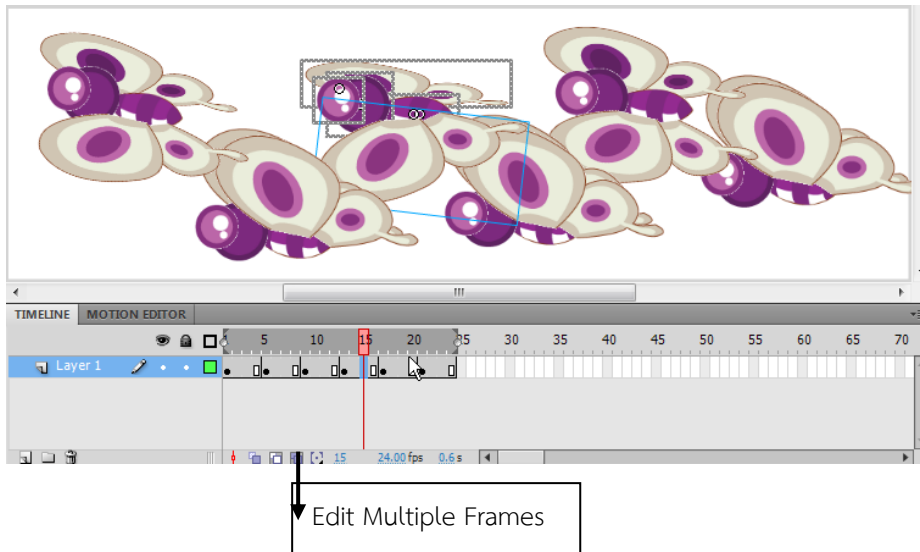 TIMELINE MOTION EDITOR
5 10 15 20 25 30 35 40 45 50 55 60 65 70
Layer 1
15 24.00 fps 0.6 s
Edit Multiple Frames